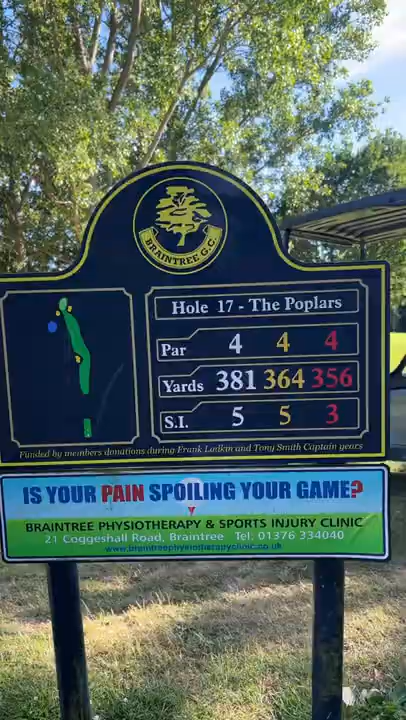 BRAINTREE G.C.
Hole 17 - The Poplars
Par 4 4 4
Yards 381 364 356
S.I. 5 5 3
Funded by members donations during Frank Lodkin and Tony Smith Captain years
IS YOUR PAIN SPOILING YOUR GAME?
BRAINTREE PHYSIOTHERAPY & SPORTS INJURY CLINIC
21 Coggeshall Road, Braintree Tel. 01376 334040
www.braintreephysiotherapyclinic.co.uk